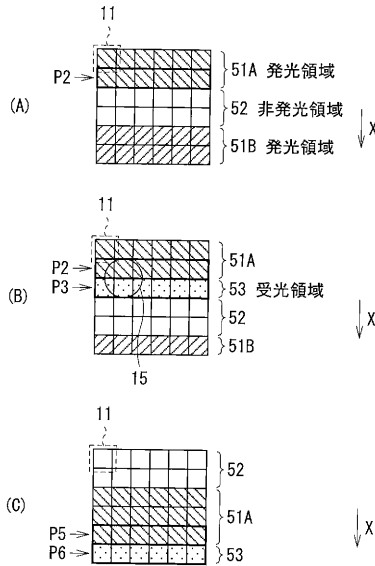 11
51A 発光領域
P2
(A)
52 非発光領域
X
51B 発光領域
11
P2
51A
P3
53 受光領域
(B)
52
X
51B
15
11
52
(C)
51A
P5
X
P6
53